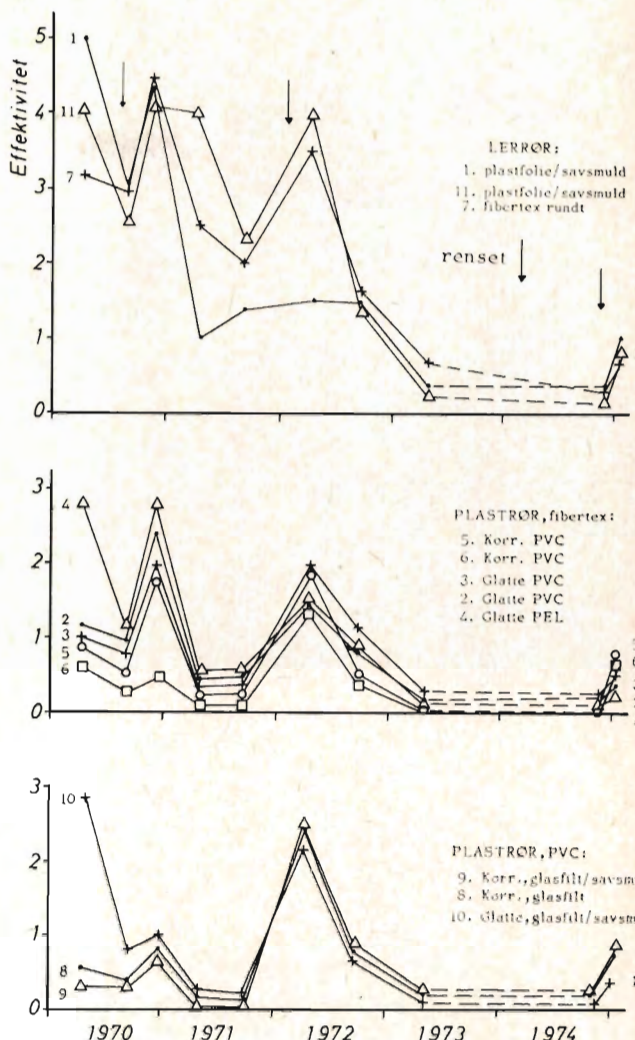 Effektivitet
5
4
3
2
1
0
1
11
7
LERRØR:
1. plastfolie/savsmuld
11. plastfolie/savsmuld
7. fibertex rundt
renset
3
2
1
0
4
2
3
5
6
PLASTRØR, fibertex:
5. Korr. PVC
6. Korr. PVC
3. Glatte PVC
2. Glatte PVC
4. Glatte PEL
3
2
1
0
10
8
9
PLASTRØR, PVC:
9. Korr., glasfilt/savsm
8. Korr., glasfilt
10. Glatte, glasfilt/savsm
1970 1971 1972 1973 1974